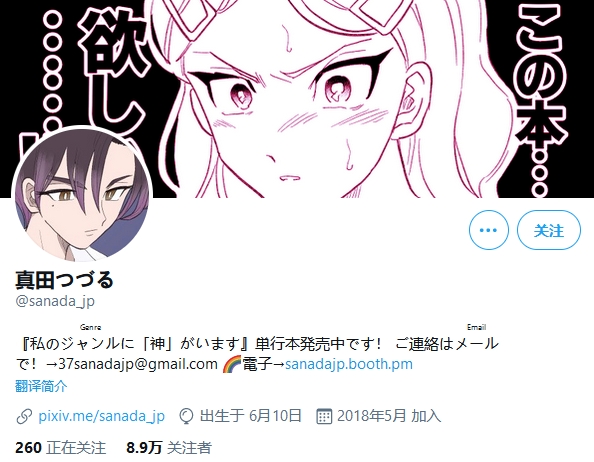 この本…
欲し
………
真田つづる
@sanada_jp
…
关注
Genre
Email
『私のジャンルに「神」がいます』単行本発売中です! ご連絡はメール
で! →37sanadajp@gmail.com 🌈電子→sanadajp.booth.pm
翻译简介
pixiv.me/sanada_jp 出生于 6月10日 2018年5月 加入
260 正在关注 8.9万 关注者